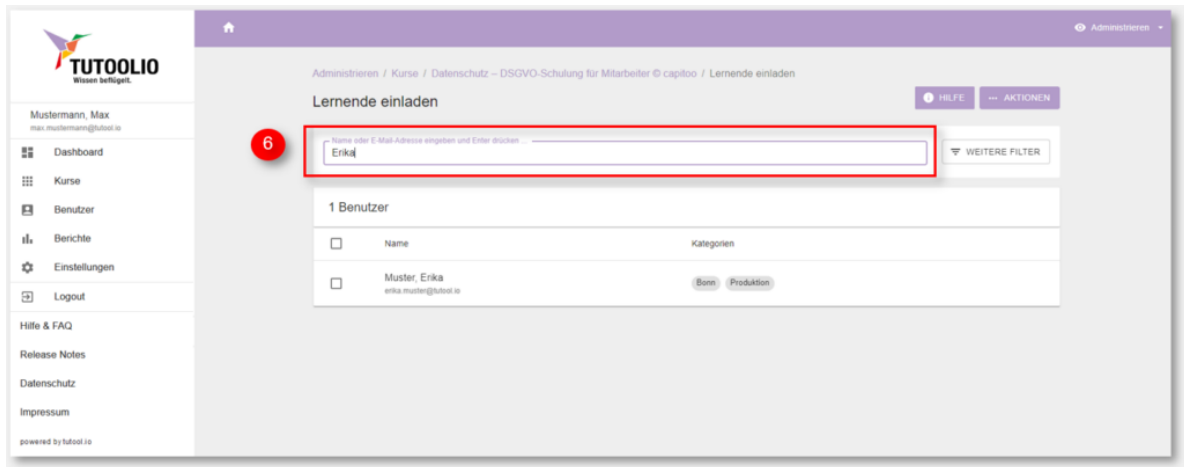 TUTOOLIO
Wissen beflügelt.
Mustermann, Max
max.mustermann@tutool.io
Dashboard
Kurse
Benutzer
Berichte
Einstellungen
Logout
Hilfe & FAQ
Release Notes
Datenschutz
Impressum
powered by tutool.io
Administrieren
Administrieren / Kurse / Datenschutz – DSGVO-Schulung für Mitarbeiter © capitoo / Lernende einladen
Lernende einladen
HILFE
AKTIONEN
6
Name oder E-Mail-Adresse eingeben und Enter drücken ...
Erika
WEITERE FILTER
1 Benutzer
Name Kategorien
Muster, Erika
erika.muster@tutool.io
Bonn Produktion